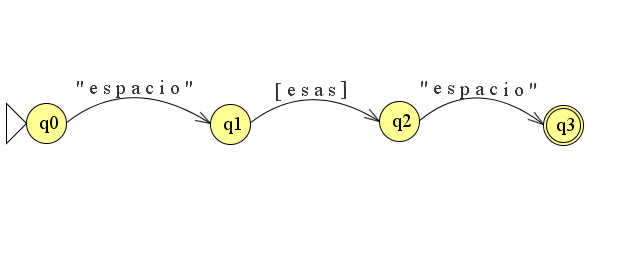 "espacio" [esas] "espacio"
q0 q1 q2 q3